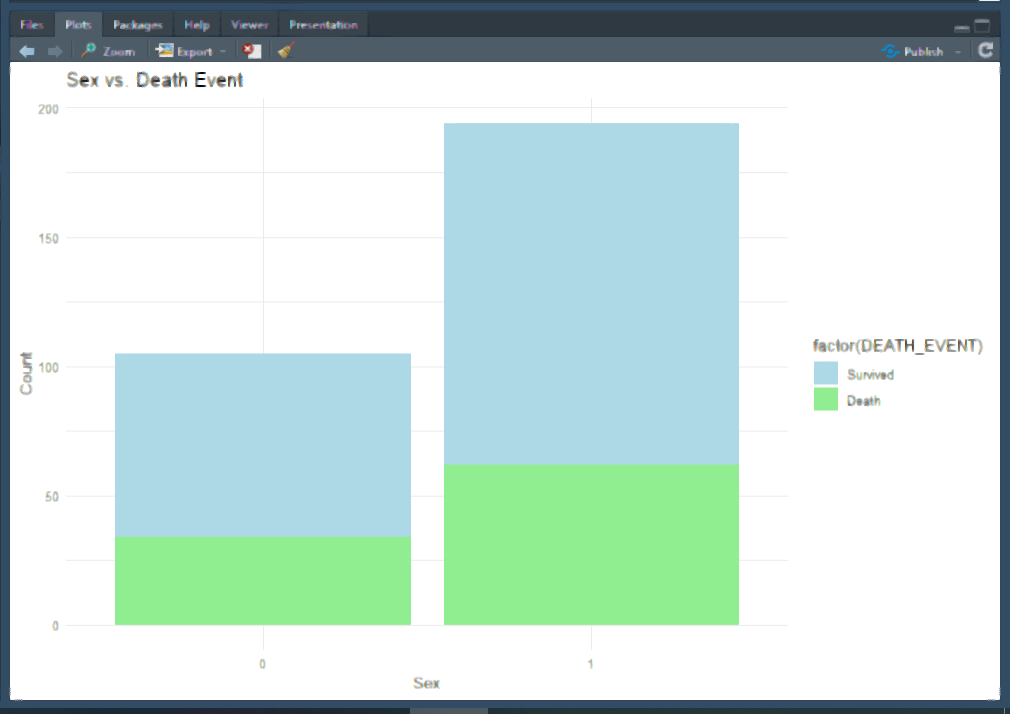 Files Plots Packages Help Viewer Presentation
Zoom Export Publish
Sex vs. Death Event
200
150
100
50
0
Count
0 1
Sex
factor(DEATH_EVENT)
Survived
Death